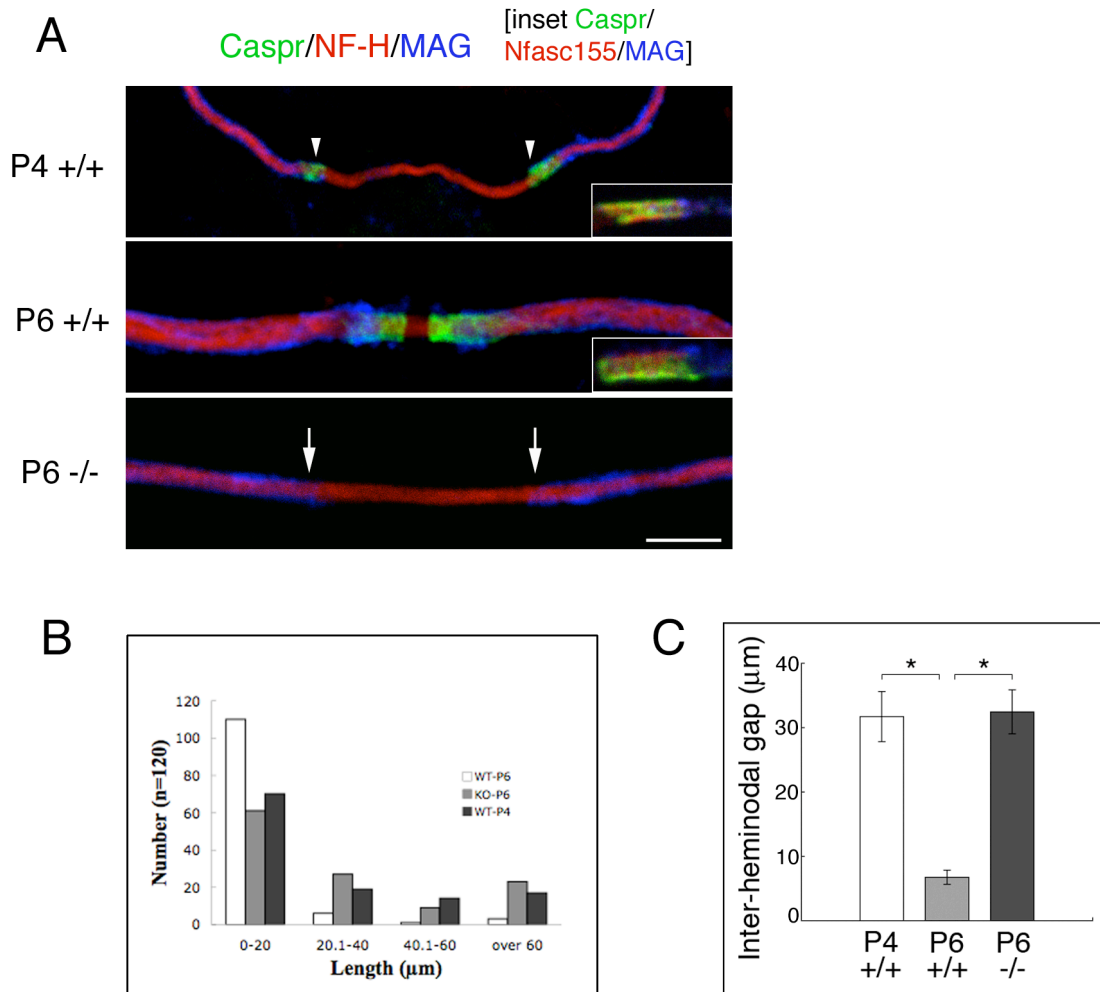 A
Caspr/NF-H/MAG
[inset Caspr/
Nfasc155/MAG]
P4 +/+
P6 +/+
P6 -/-
B
Number (n=120)
120
100
80
60
40
20
0
WT-P6
KO-P6
WT-P4
0-20
20.1-40
40.1-60
over 60
Length (µm)
C
Inter-heminodal gap (µm)
40
30
20
10
0
*
*
P4
+/+
P6
+/+
P6
-/-